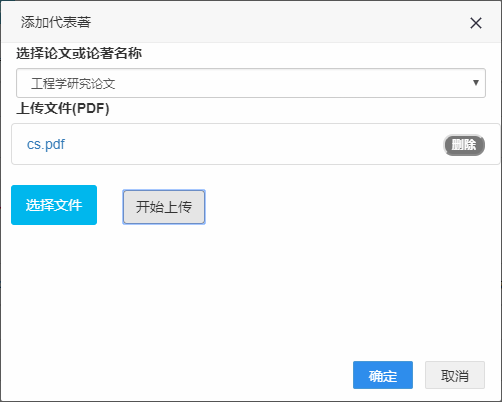 添加代表著
选择论文或论著名称
工程学研究论文
上传文件(PDF)
cs.pdf
删除
选择文件
开始上传
确定
取消